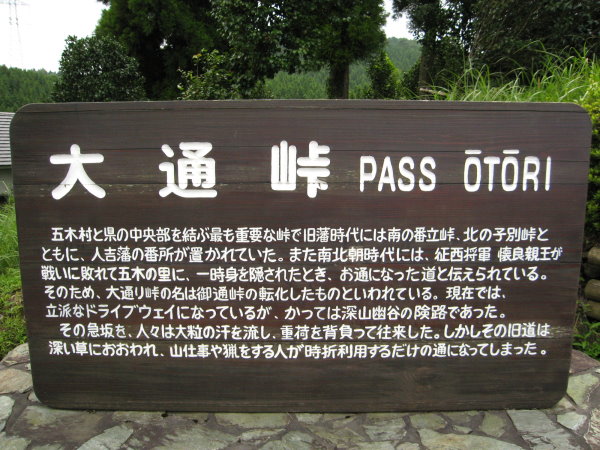 大通峠 PASS ŌTŌRI
五木村と県の中央部を結ぶ最も重要な峠で旧藩時代には南の番立峠、北の子別峠と
ともに、人吉藩の番所が置かれていた。また南北朝時代には、征西将軍 懐良親王が
戦いに敗れて五木の里に、一時身を隠されたとき、お通になった道と伝えられている。
そのため、大通り峠の名は御通峠の転化したものといわれている。現在では、
立派なドライブウェイになっているが、かつては深山幽谷の険路であった。
その急坂を、人々は大粒の汗を流し、重荷を背負って往来した。しかしその旧道は
深い草におおわれ、山仕事や猟をする人が時折利用するだけの通になってしまった。